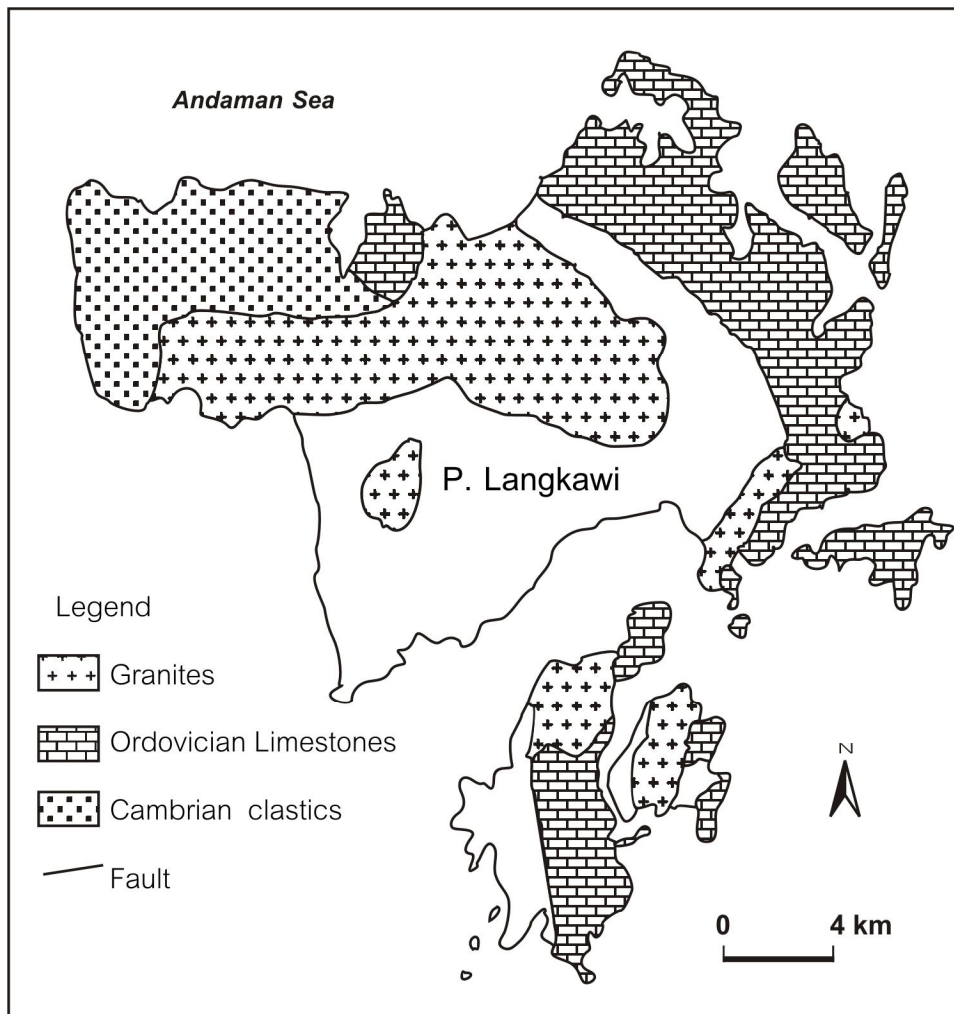 Andaman Sea
P. Langkawi
Legend
Granites
Ordovician Limestones
Cambrian clastics
Fault
N
0 4 km